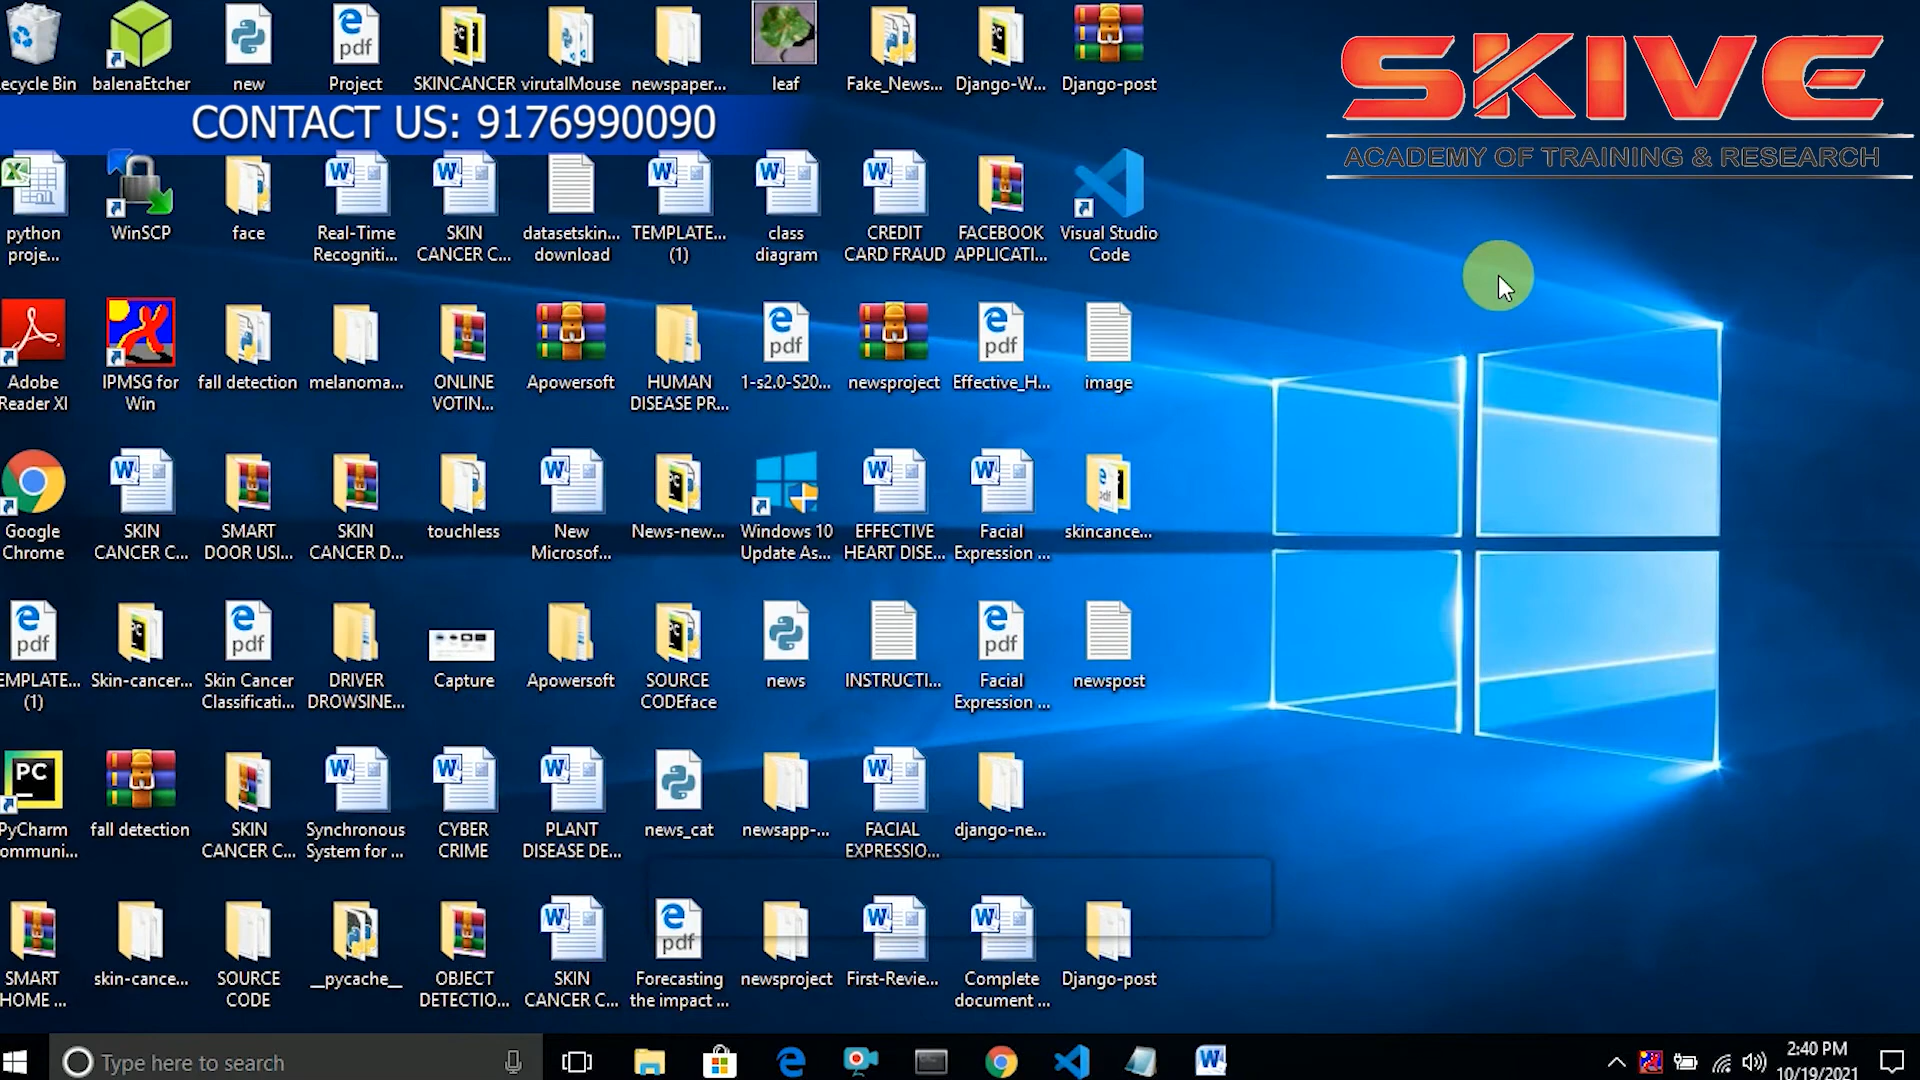 ecycle Bin
balenaEtcher
new
Project
SKINCANCER
virutalMouse
newspaper...
leaf
Fake_News...
Django-W...
Django-post
SKIVE
ACADEMY OF TRAINING & RESEARCH
CONTACT US: 9176990090
python
proje...
WinSCP
face
Real-Time
Recogniti...
SKIN
CANCER C...
datasetskin...
download
TEMPLATE...
(1)
class
diagram
CREDIT
CARD FRAUD
FACEBOOK
APPLICATI...
Visual Studio
Code
Adobe
Reader XI
IPMSG for
Win
fall detection
melanoma...
ONLINE
VOTIN...
Apowersoft
HUMAN
DISEASE PR...
pdf
1-s2.0-S20...
newsproject
pdf
Effective_H...
image
Google
Chrome
SKIN
CANCER C...
SMART
DOOR USI...
SKIN
CANCER D...
touchless
New
Microsof...
News-new...
Windows 10
Update As...
EFFECTIVE
HEART DISE...
Facial
Expression ...
skincance...
pdf
EMPLATE...
(1)
Skin-cancer...
pdf
Skin Cancer
Classificati...
DRIVER
DROWSINE...
Capture
Apowersoft
SOURCE
CODEface
news
INSTRUCTI...
pdf
Facial
Expression ...
newspost
PC
PyCharm
ommuni...
fall detection
SKIN
CANCER C...
Synchronous
System for ...
CYBER
CRIME
PLANT
DISEASE DE...
news_cat
newsapp-...
FACIAL
EXPRESSIO...
django-ne...
SMART
HOME ...
skin-cance...
SOURCE
CODE
__pycache__
OBJECT
DETECTIO...
SKIN
CANCER C...
pdf
Forecasting
the impact ...
newsproject
First-Revie...
Complete
document ...
Django-post
Type here to search
2:40 PM
10/19/2021